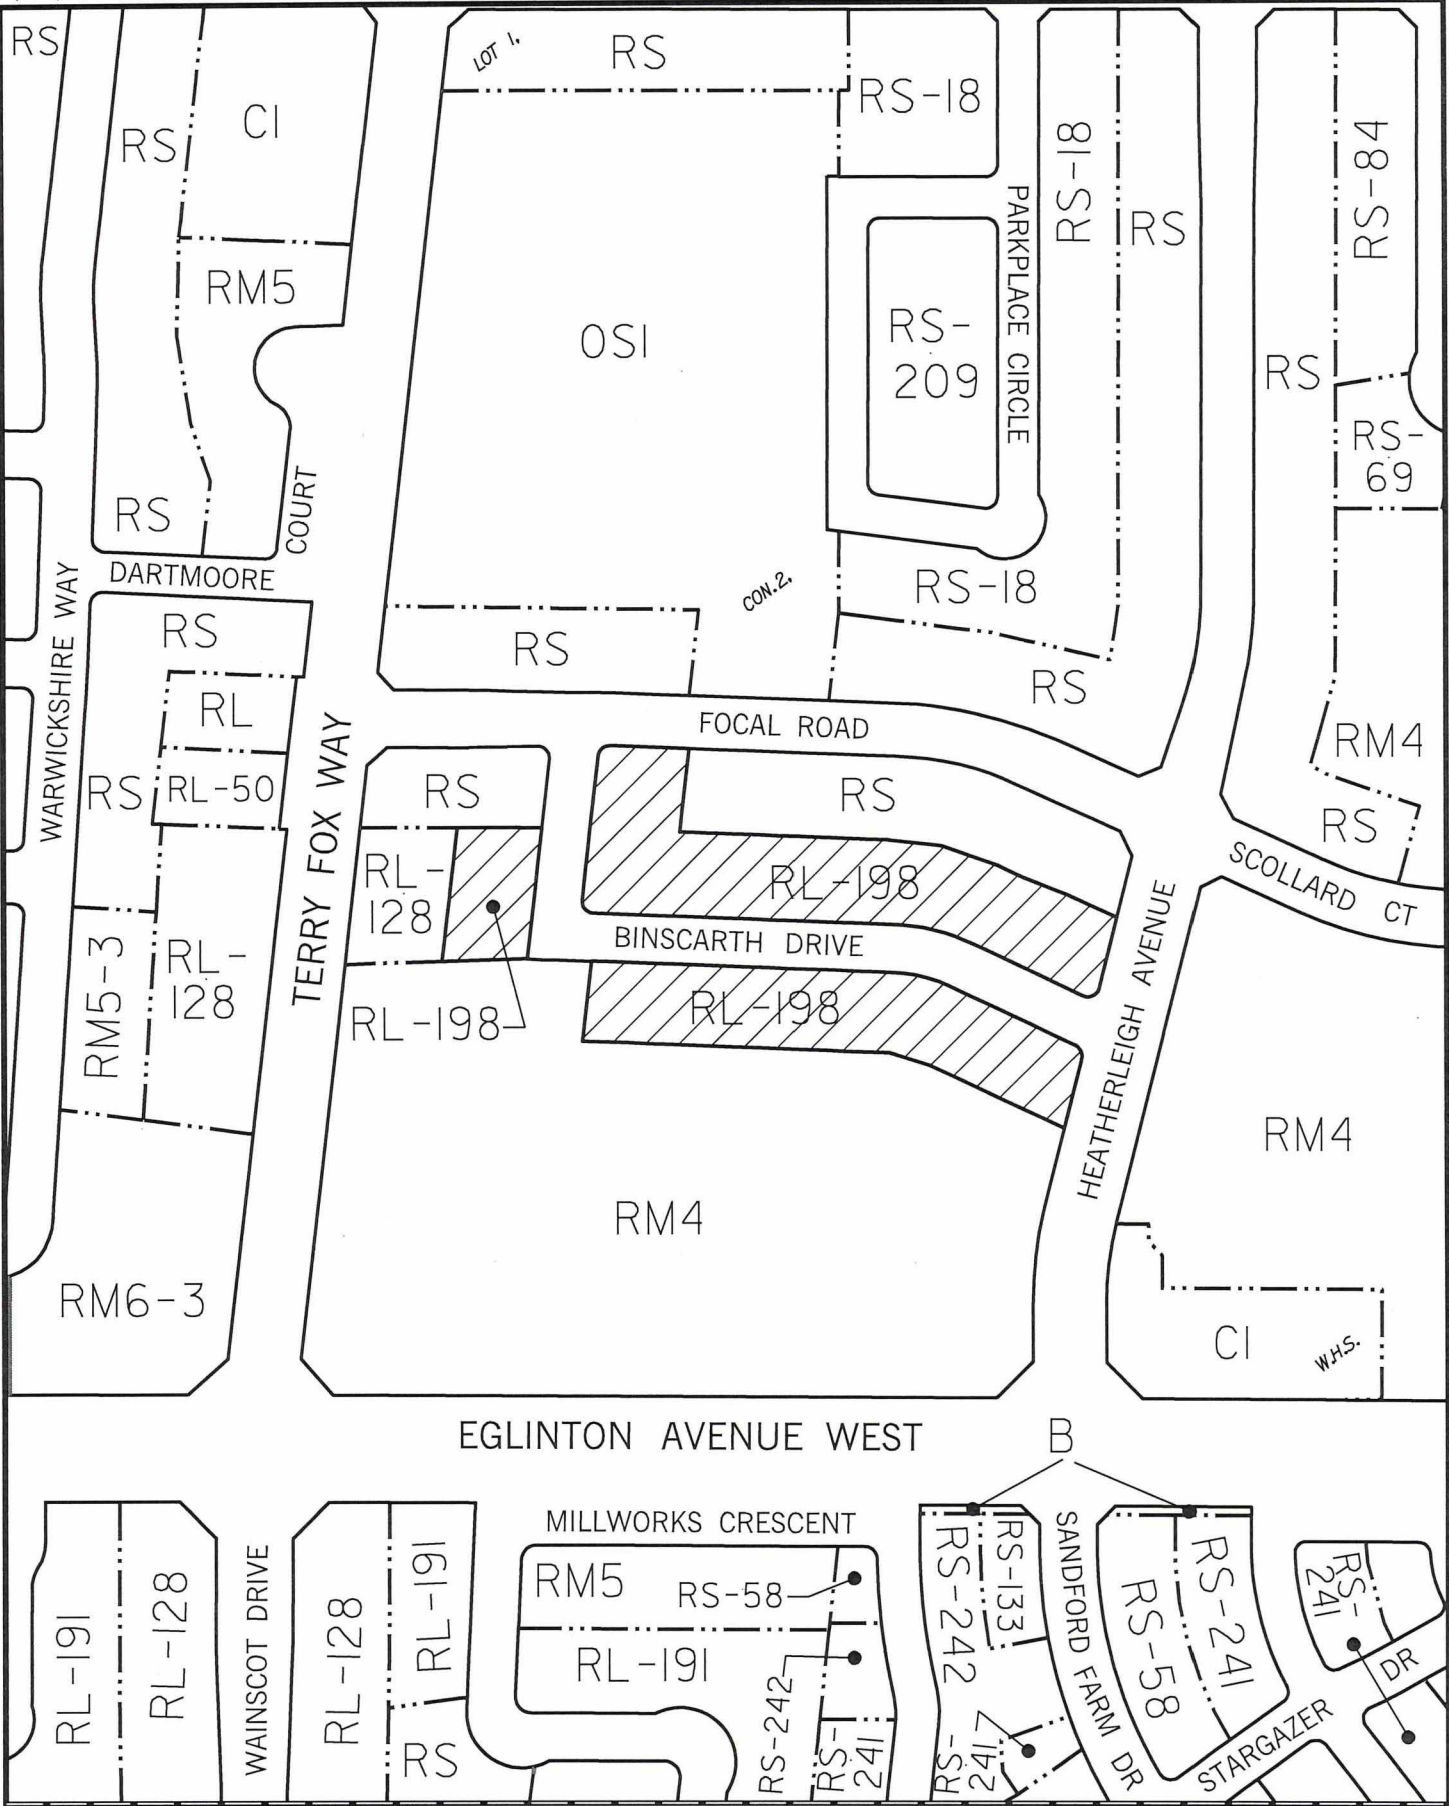 RS
LOT 1.
RS
RS-18
RS
C1
RS-18
RS-84
RS
RM5
PARKPLACE CIRCLE
RS-
209
OS1
RS
RS-
69
RS
COURT
DARTMOORE
CON.2.
RS-18
WARWICKSHIRE WAY
RS
RS
RS
RL
FOCAL ROAD
RM4
RS
RL-50
TERRY FOX WAY
RS
RS
RS
RL-
128
RL-198
SCOLLARD CT
BINSCARTH DRIVE
HEATHERLEIGH AVENUE
RM5-3
RL-
128
RL-198
RL-198
RM4
RM4
RM6-3
C1
W.H.S.
EGLINTON AVENUE WEST
B
MILLWORKS CRESCENT
RL-191
RL-128
WAINSCOT DRIVE
RL-128
RL-191
RS
RM5
RS-58
RL-191
RS-242
RS-
241
RS-242
RS-133
RS-
241
SANDFORD FARM DR
RS-58
RS-241
RS-
241
STARGAZER DR